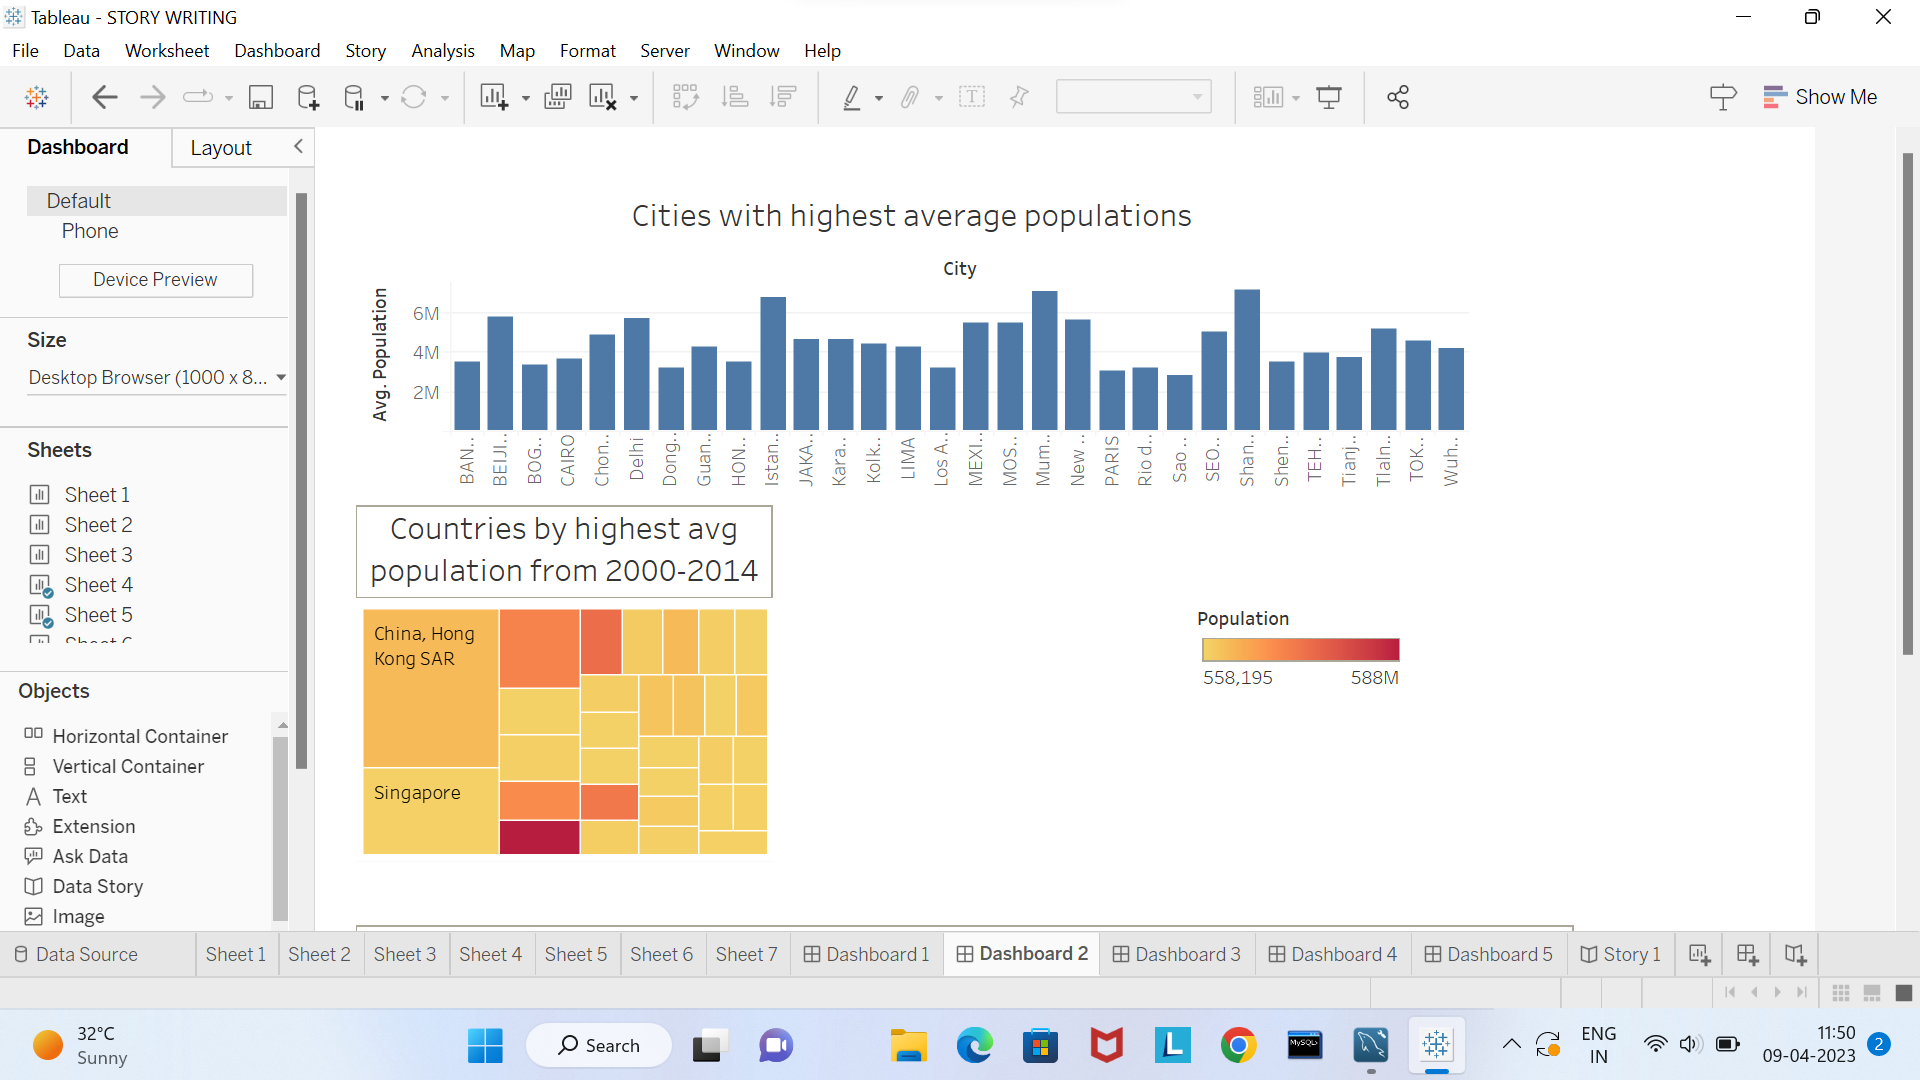 Tableau - STORY WRITING
File Data Worksheet Dashboard Story Analysis Map Format Server Window Help
Show Me
Dashboard Layout
Default
Phone
Device Preview
Size
Desktop Browser (1000 x 8...
Sheets
Sheet 1
Sheet 2
Sheet 3
Sheet 4
Sheet 5
Objects
Horizontal Container
Vertical Container
Text
Extension
Ask Data
Data Story
Image
Cities with highest average populations
City
Avg. Population
6M
4M
2M
BAN..
BEIJI..
BOG..
CAIRO
Chon..
Delhi
Dong..
Guan..
HON..
Istan..
JAKA..
Kara..
Kolk..
LIMA
Los A..
MEXI..
MOS..
Mum..
New ..
PARIS
Rio d..
Sao ..
SEO..
Shan..
Shen..
TEH..
Tianj..
Tlaln..
TOK..
Wuh..
Countries by highest avg
population from 2000-2014
China, Hong
Kong SAR
Singapore
Population
558,195 588M
Data Source Sheet 1 Sheet 2 Sheet 3 Sheet 4 Sheet 5 Sheet 6 Sheet 7 Dashboard 1 Dashboard 2 Dashboard 3 Dashboard 4 Dashboard 5 Story 1
32°C
Sunny
Search
MySQL>
ENG
IN
11:50
09-04-2023
2